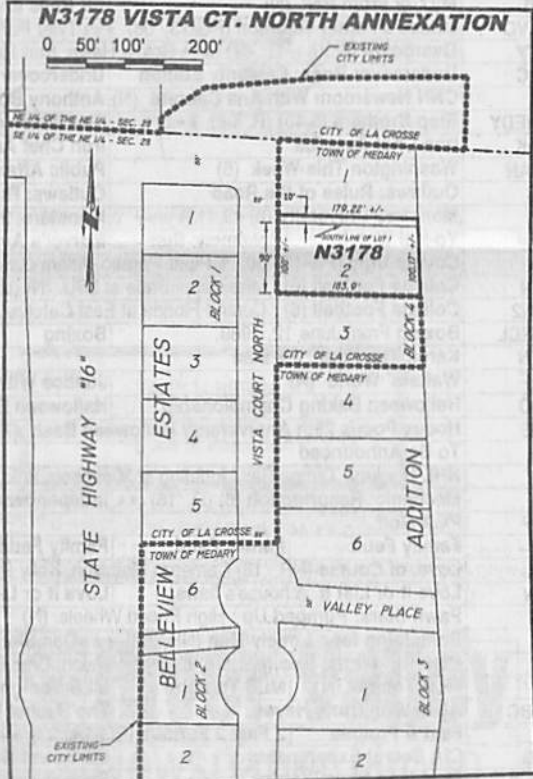 N3178 VISTA CT. NORTH ANNEXATION
0 50' 100' 200'
EXISTING
CITY LIMITS
NE 1/4 OF THE NE 1/4 - SEC. 28
SE 1/4 OF THE NE 1/4 - SEC. 28
CITY OF LA CROSSE
TOWN OF MEDARY
N
STATE HIGHWAY "16"
BELLEVIEW ESTATES ADDITION
1
2
BLOCK 1
3
4
5
VISTA COURT NORTH
1
10'
179.22' +/-
SOUTH LINE OF LOT 1
N3178
90'
2
183.9'
BLOCK 4
3
CITY OF LA CROSSE
TOWN OF MEDARY
4
5
6
CITY OF LA CROSSE
TOWN OF MEDARY
6
VALLEY PLACE
1
BLOCK 2
1
BLOCK 3
EXISTING
CITY LIMITS
2
2